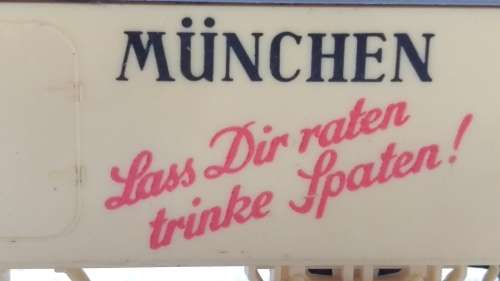 MÜNCHEN
Lass Dir raten
trinke Spaten!